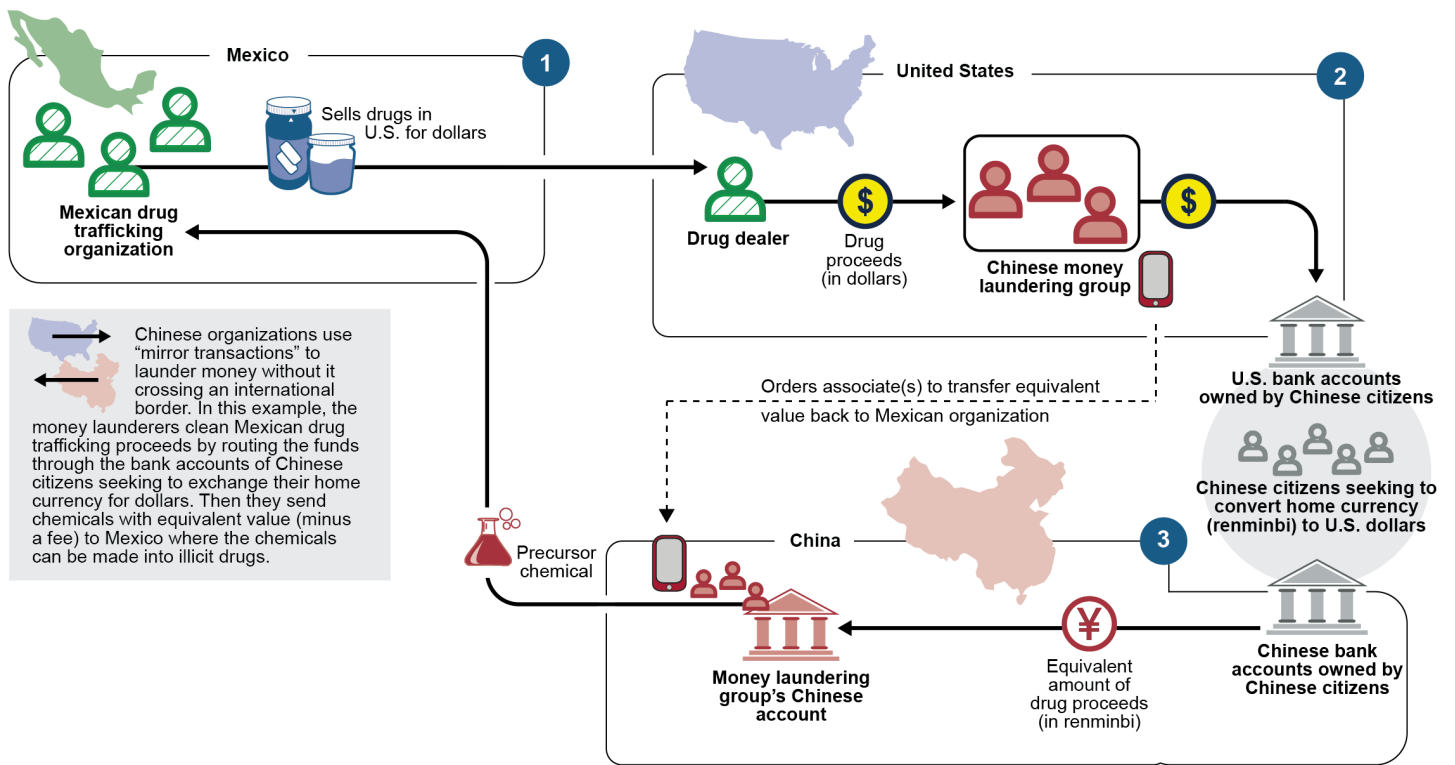 Mexico
1
Sells drugs in
U.S. for dollars
Mexican drug
trafficking
organization
United States
2
Drug dealer
$
Drug
proceeds
(in dollars)
Chinese money
laundering group
$
U.S. bank accounts
owned by Chinese citizens
Chinese citizens seeking to
convert home currency
(renminbi) to U.S. dollars
Orders associate(s) to transfer equivalent
value back to Mexican organization
Chinese organizations use
“mirror transactions” to
launder money without it
crossing an international
border. In this example, the
money launderers clean Mexican drug
trafficking proceeds by routing the funds
through the bank accounts of Chinese
citizens seeking to exchange their home
currency for dollars. Then they send
chemicals with equivalent value (minus
a fee) to Mexico where the chemicals
can be made into illicit drugs.
Precursor
chemical
China
3
Chinese bank
accounts owned by
Chinese citizens
¥
Equivalent
amount of
drug proceeds
(in renminbi)
Money laundering
group’s Chinese
account